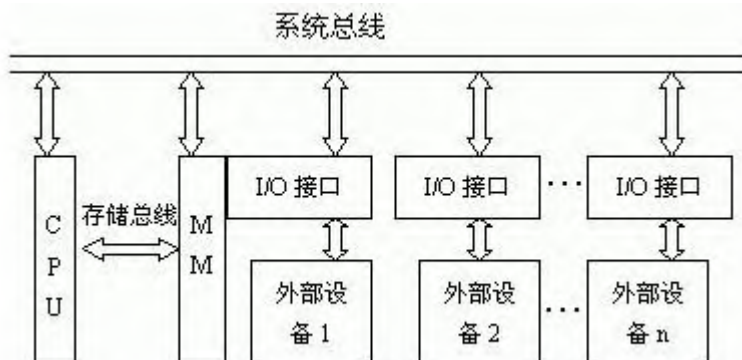 系统总线
I/O 接口
I/O 接口
···
I/O 接口
存储总线
C
P
U
M
M
外部设
备 1
外部设
备 2
···
外部设
备 n